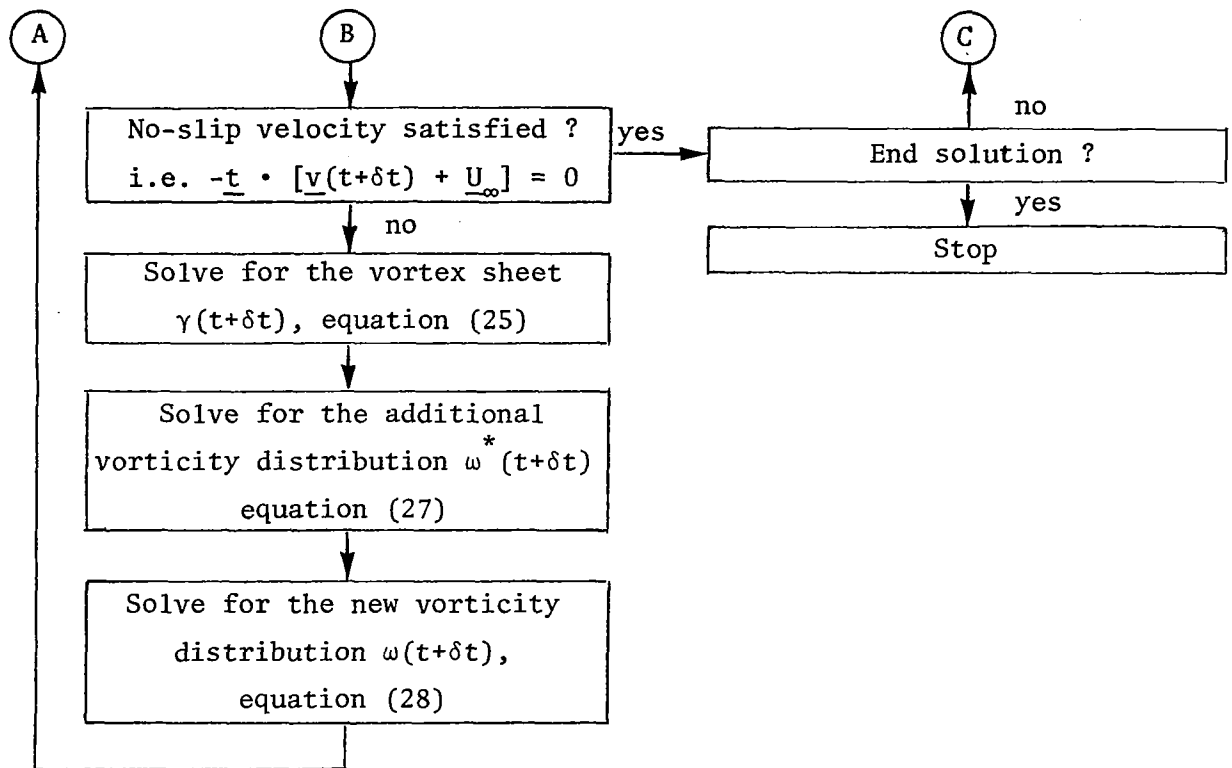 A
B
C
No-slip velocity satisfied ?
i.e. -t • [v(t+δt) + U∞] = 0
yes
no
End solution ?
no
yes
Stop
Solve for the vortex sheet
γ(t+δt), equation (25)
Solve for the additional
vorticity distribution ω*(t+δt)
equation (27)
Solve for the new vorticity
distribution ω(t+δt),
equation (28)